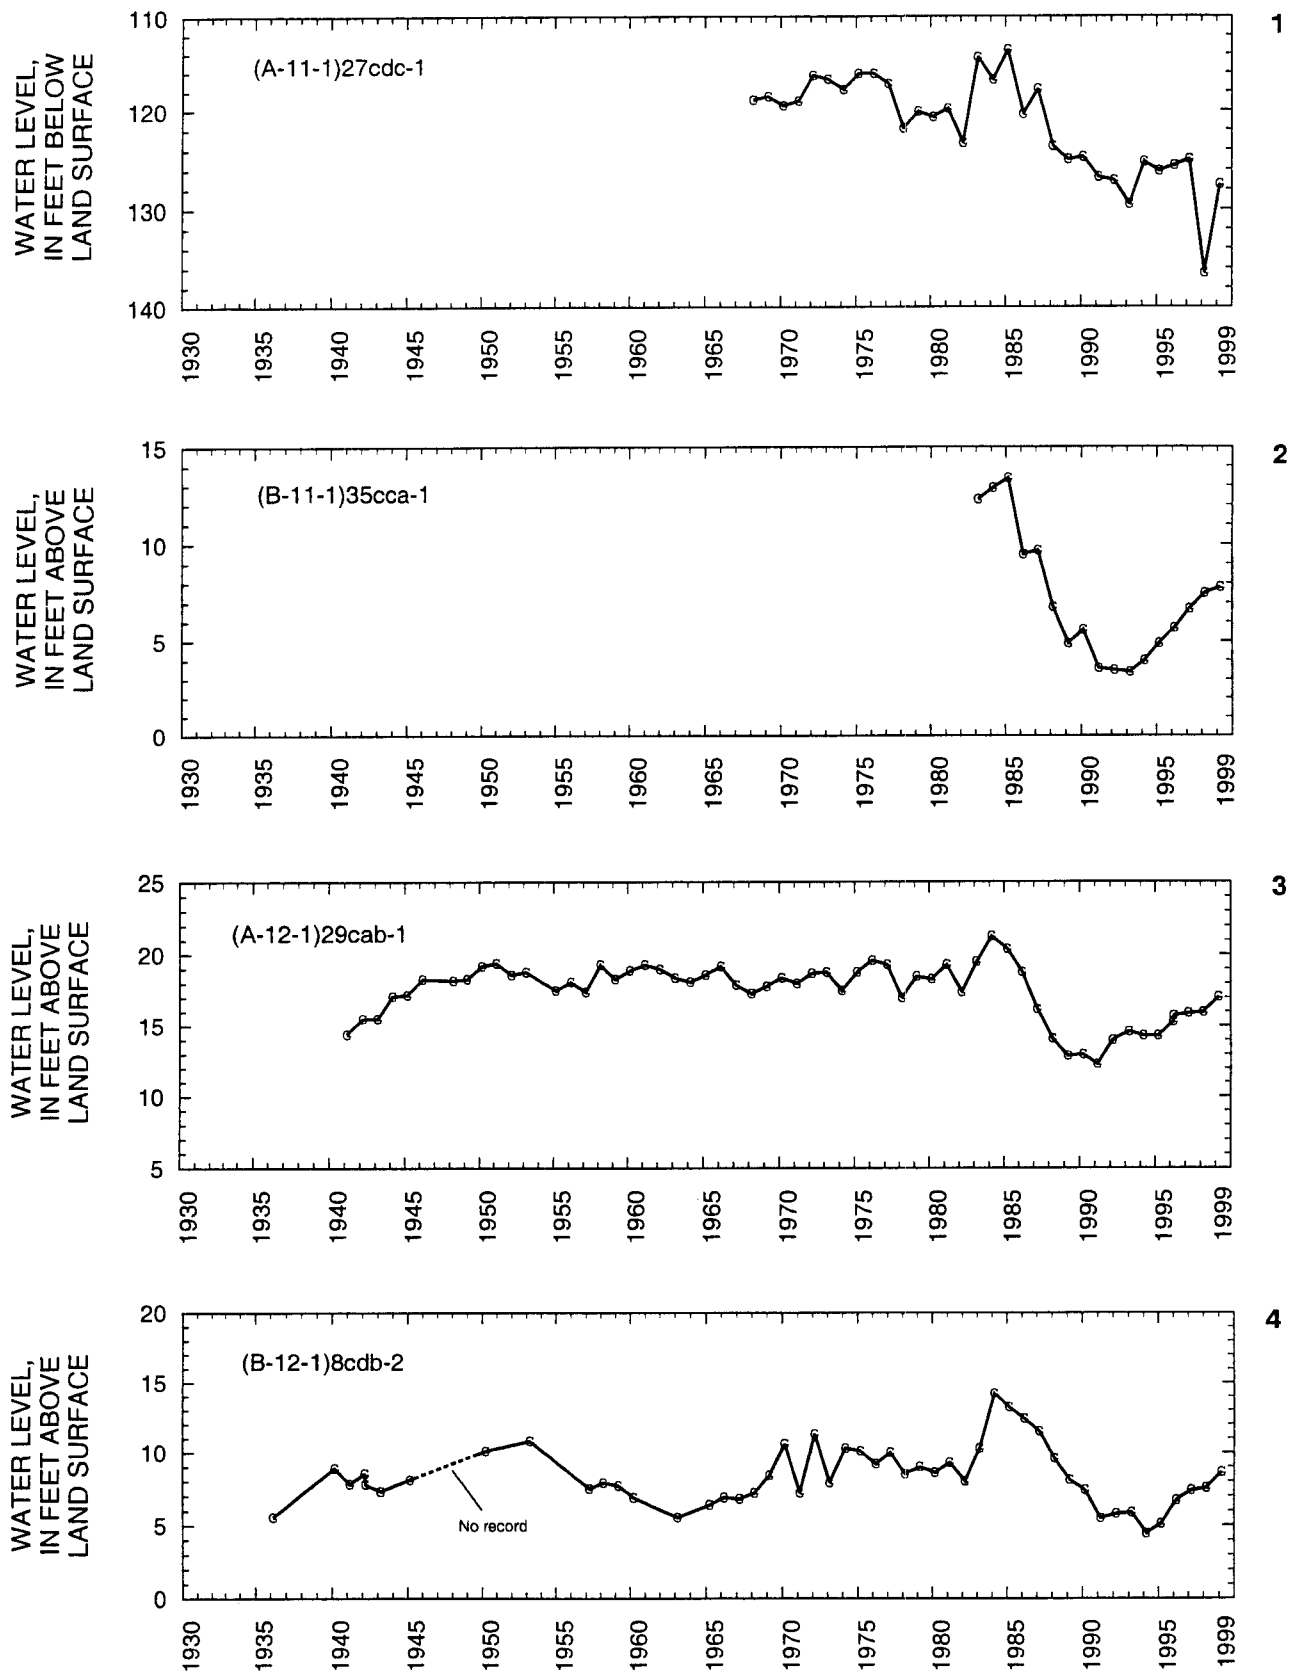 1
WATER LEVEL,
IN FEET BELOW
LAND SURFACE
110
120
130
140
(A-11-1)27cdc-1
1930 1935 1940 1945 1950 1955 1960 1965 1970 1975 1980 1985 1990 1995 1999
2
WATER LEVEL,
IN FEET ABOVE
LAND SURFACE
15
10
5
0
(B-11-1)35cca-1
1930 1935 1940 1945 1950 1955 1960 1965 1970 1975 1980 1985 1990 1995 1999
3
WATER LEVEL,
IN FEET ABOVE
LAND SURFACE
25
20
15
10
5
(A-12-1)29cab-1
1930 1935 1940 1945 1950 1955 1960 1965 1970 1975 1980 1985 1990 1995 1999
4
WATER LEVEL,
IN FEET ABOVE
LAND SURFACE
20
15
10
5
0
(B-12-1)8cdb-2
No record
1930 1935 1940 1945 1950 1955 1960 1965 1970 1975 1980 1985 1990 1995 1999